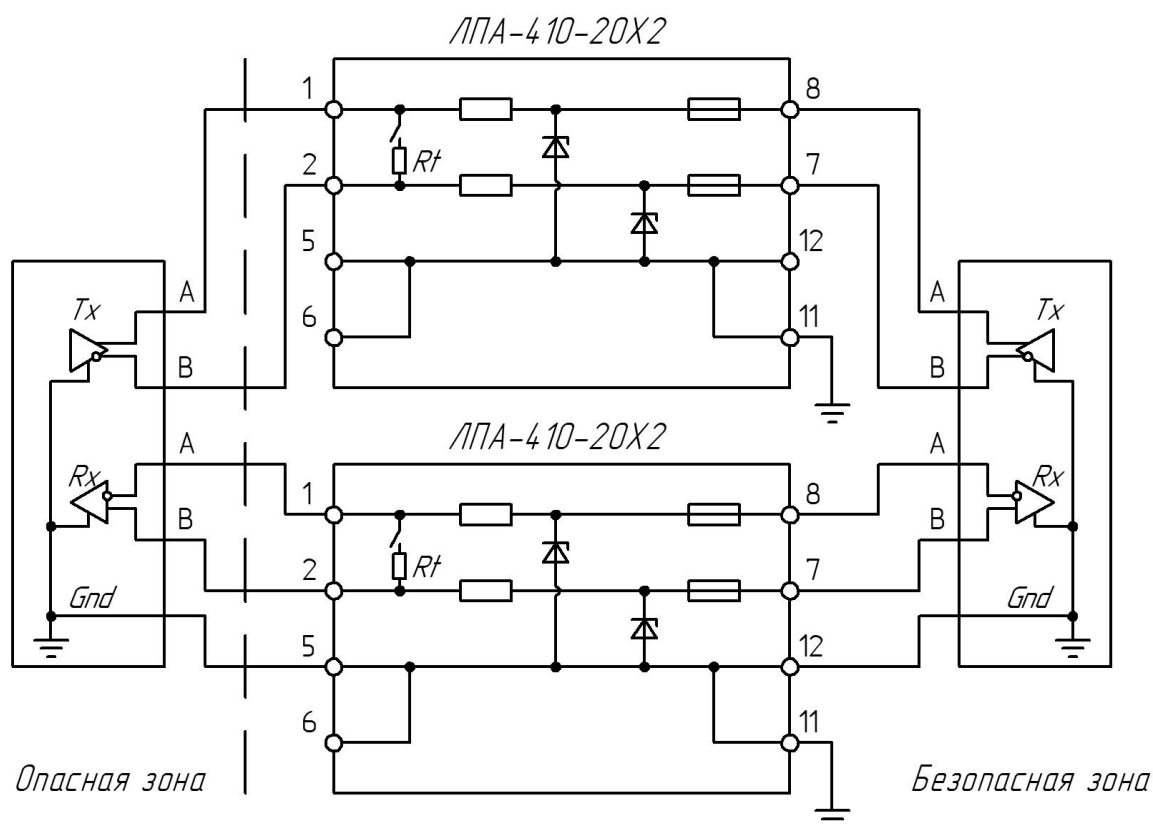 ЛПА-410-20Х2
1 8
Rt
2 7
5 12
6 11
A A
Tx Tx
B B
ЛПА-410-20Х2
A A
Rx Rx
1 8
B B
Rt
2 7
Gnd Gnd
5 12
6 11
Опасная зона Безопасная зона